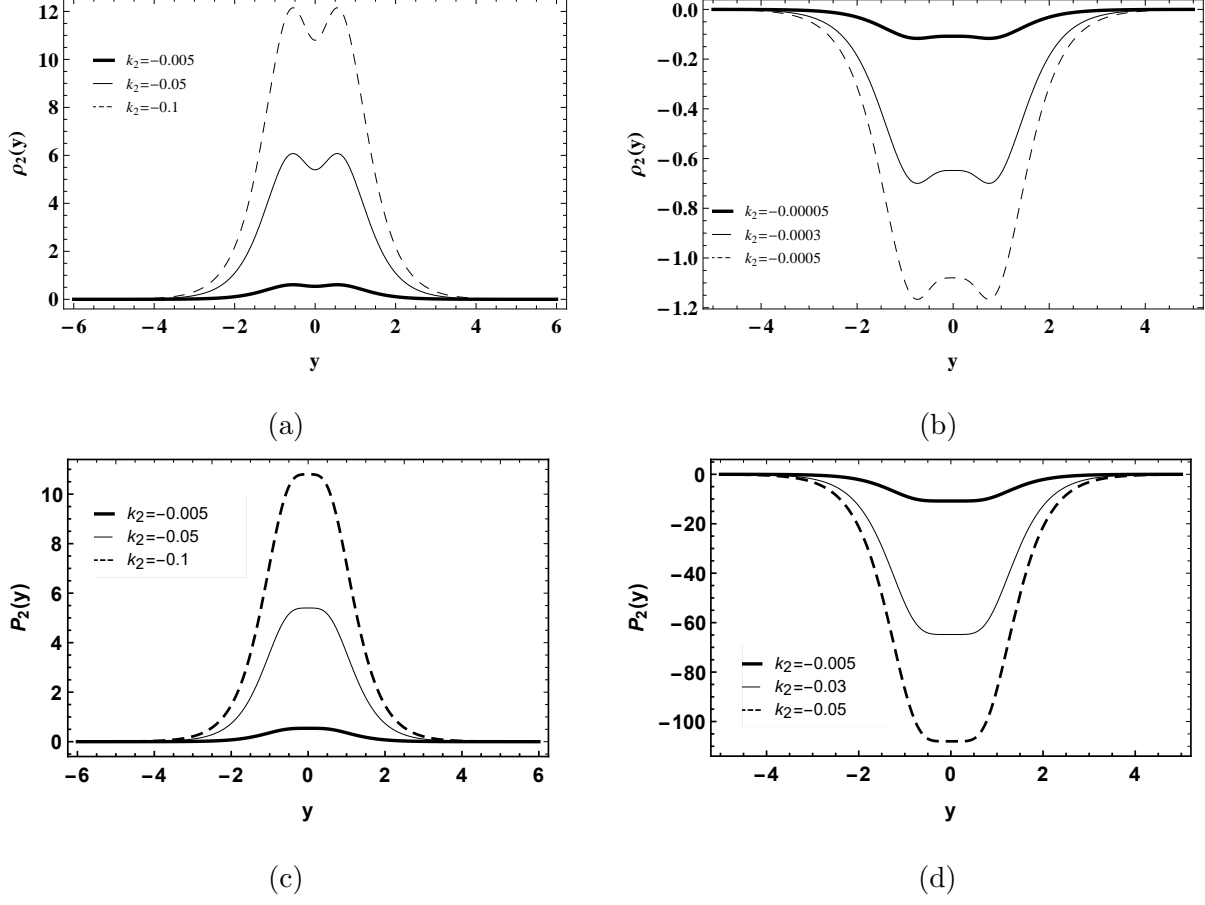 12
10
8
6
4
2
0
ρ₂(y)
k₂=−0.005
k₂=−0.05
k₂=−0.1
−6 −4 −2 0 2 4 6
y
(a)
0.0
−0.2
−0.4
−0.6
−0.8
−1.0
−1.2
ρ₂(y)
k₂=−0.00005
k₂=−0.0003
k₂=−0.0005
−4 −2 0 2 4
y
(b)
10
8
6
4
2
0
P₂(y)
k₂=−0.005
k₂=−0.05
k₂=−0.1
−6 −4 −2 0 2 4 6
y
(c)
0
−20
−40
−60
−80
−100
P₂(y)
k₂=−0.005
k₂=−0.03
k₂=−0.05
−4 −2 0 2 4
y
(d)